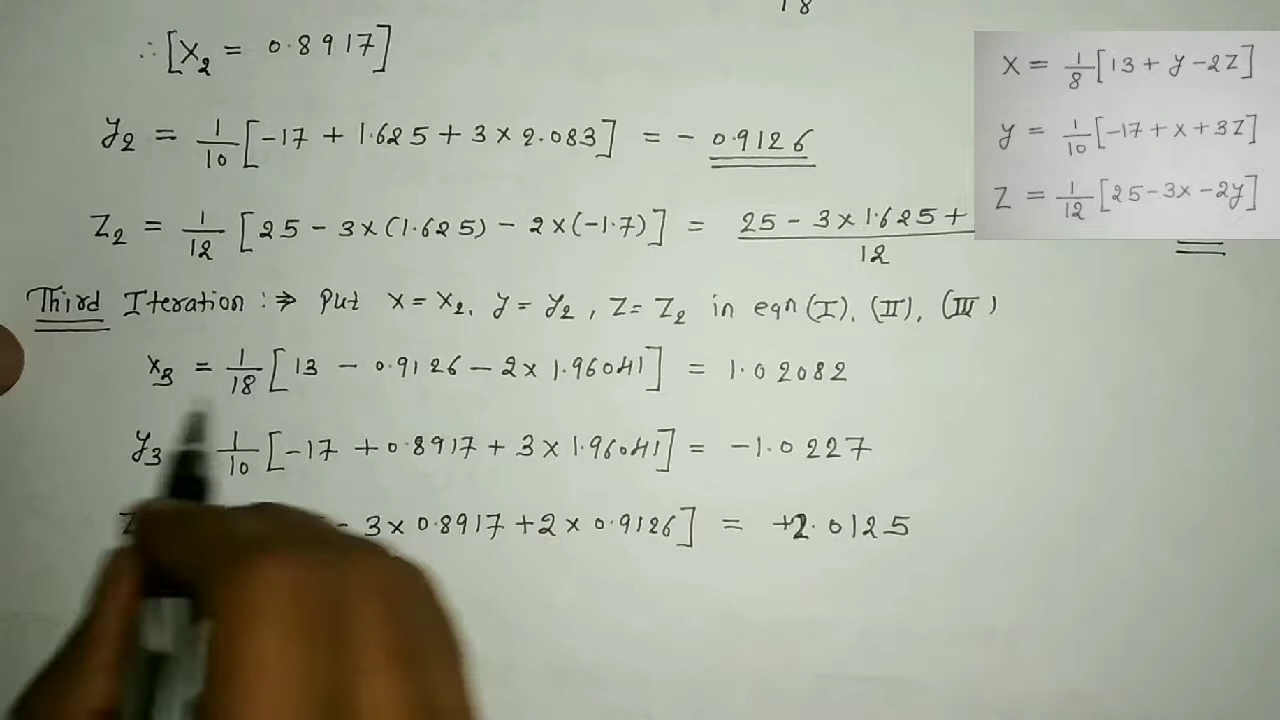 18
∴ [x₂ = 0.8917]
y₂ = 1/10 [-17 + 1.625 + 3 × 2.083] = - 0.9126
z₂ = 1/12 [25 - 3×(1.625) - 2×(-1.7)] = 25 - 3×1.625 + / 12
Third Iteration :⇒ Put x = x₂, y = y₂, z = z₂ in eqn (I), (II), (III)
x₃ = 1/18 [13 - 0.9126 - 2 × 1.96041] = 1.02082
y₃ 1/10 [-17 + 0.8917 + 3 × 1.96041] = -1.0227
z - 3 × 0.8917 + 2 × 0.9126] = +2.0125
x = 1/8 [13 + y - 2z]
y = 1/10 [-17 + x + 3z]
z = 1/12 [25 - 3x - 2y]